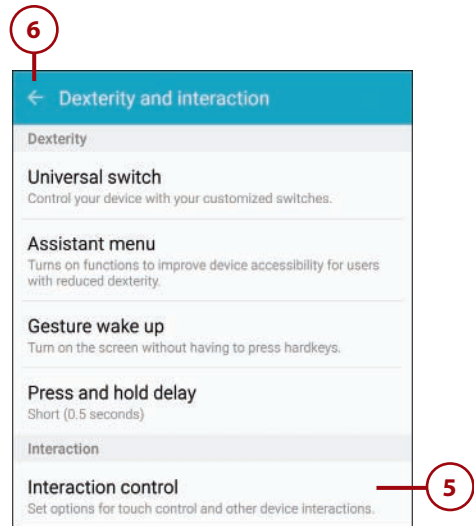 6
← Dexterity and interaction
Dexterity
Universal switch
Control your device with your customized switches.
Assistant menu
Turns on functions to improve device accessibility for users
with reduced dexterity.
Gesture wake up
Turn on the screen without having to press hardkeys.
Press and hold delay
Short (0.5 seconds)
Interaction
Interaction control
5
Set options for touch control and other device interactions.